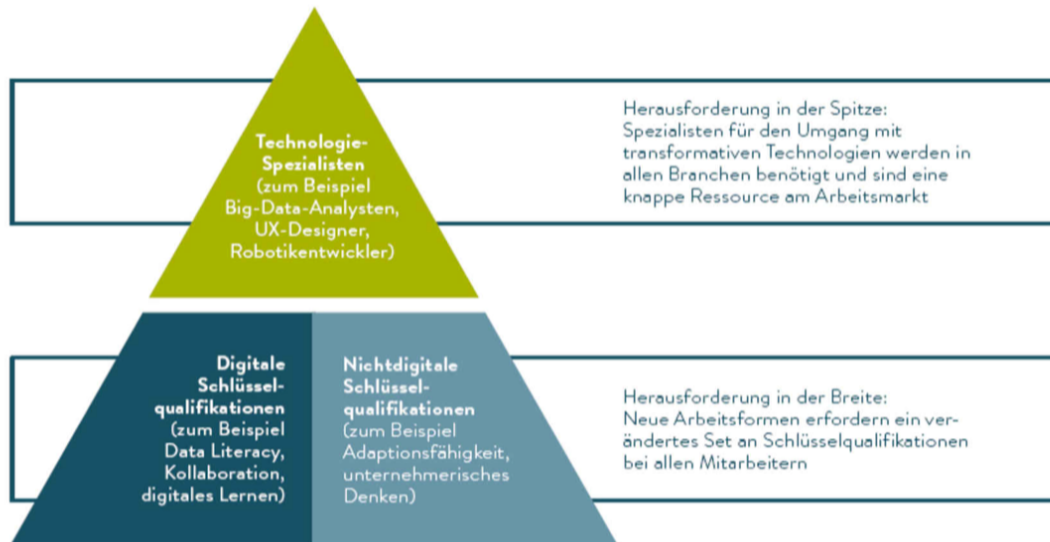 Technologie-
Spezialisten
(zum Beispiel
Big-Data-Analysten,
UX-Designer,
Robotikentwickler)
Herausforderung in der Spitze:
Spezialisten für den Umgang mit
transformativen Technologien werden in
allen Branchen benötigt und sind eine
knappe Ressource am Arbeitsmarkt
Digitale
Schlüssel-
qualifikationen
(zum Beispiel
Data Literacy,
Kollaboration,
digitales Lernen)
Nichtdigitale
Schlüssel-
qualifikationen
(zum Beispiel
Adaptionsfähigkeit,
unternehmerisches
Denken)
Herausforderung in der Breite:
Neue Arbeitsformen erfordern ein ver-
ändertes Set an Schlüsselqualifikationen
bei allen Mitarbeitern